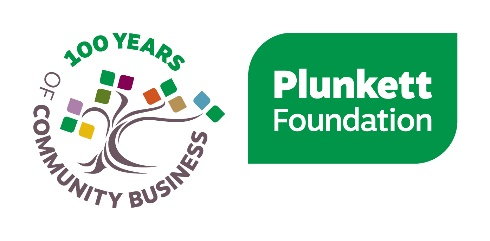 100 YEARS
OF COMMUNITY BUSINESS
Plunkett
Foundation